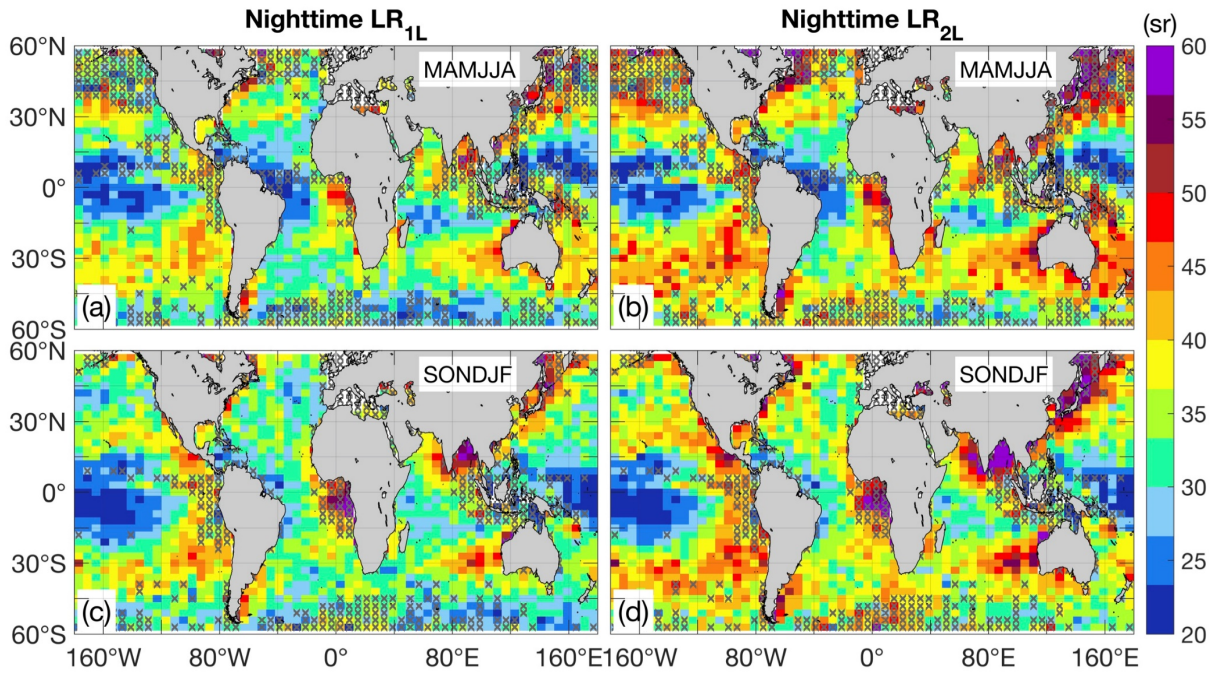 Nighttime LR1L
Nighttime LR2L
(sr)
60°N
30°N
0°
30°S
60°S
MAMJJA
(a)
MAMJJA
(b)
60
55
50
45
40
35
30
25
20
60°N
30°N
0°
30°S
60°S
SONDJF
(c)
SONDJF
(d)
160°W
80°W
0°
80°E
160°E
160°W
80°W
0°
80°E
160°E